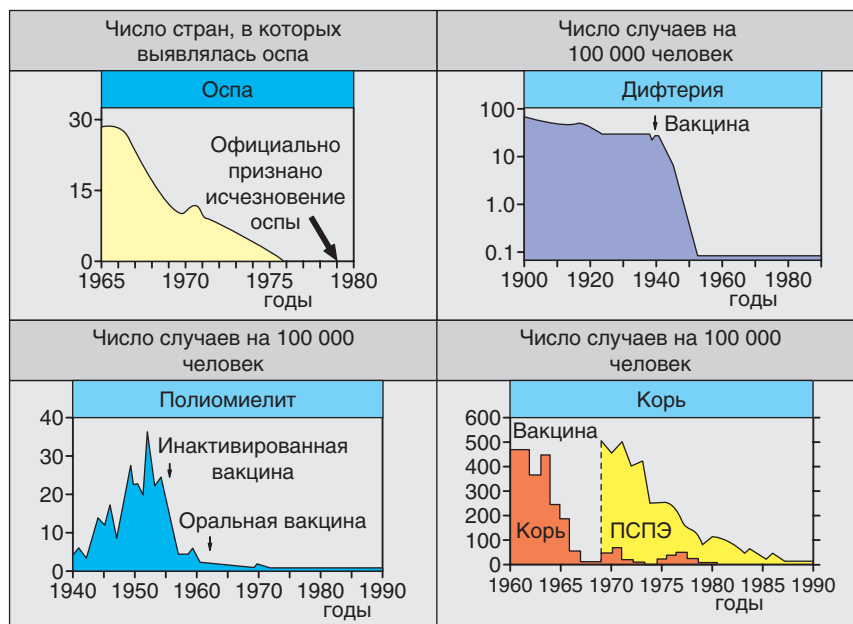 Число стран, в которых
выявлялась оспа
Оспа
30
15
0
Официально
признано
исчезновение
оспы
1965 1970 1975 1980
годы
Число случаев на
100 000 человек
Дифтерия
100
10
1.0
0.1
Вакцина
1900 1920 1940 1960 1980
годы
Число случаев на 100 000
человек
Полиомиелит
40
30
20
10
0
Инактивированная
вакцина
Оральная вакцина
1940 1950 1960 1970 1980 1990
годы
Число случаев на 100 000
человек
Корь
600
500
400
300
200
100
0
Вакцина
Корь ПСПЭ
1960 1965 1970 1975 1980 1985 1990
годы